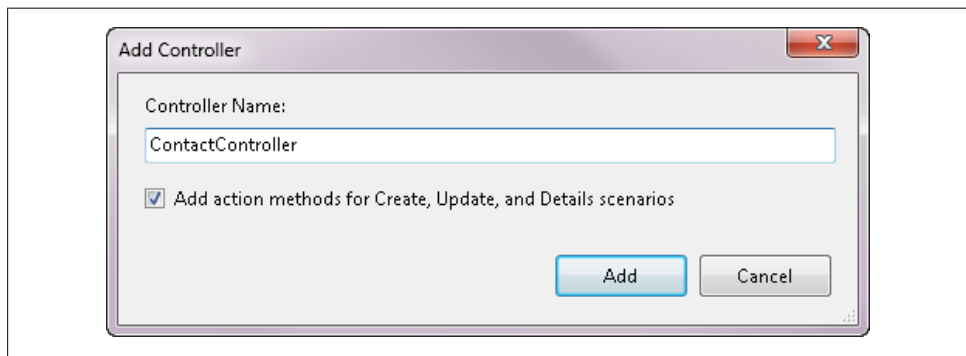 Add Controller
Controller Name:
ContactController
Add action methods for Create, Update, and Details scenarios
Add Cancel